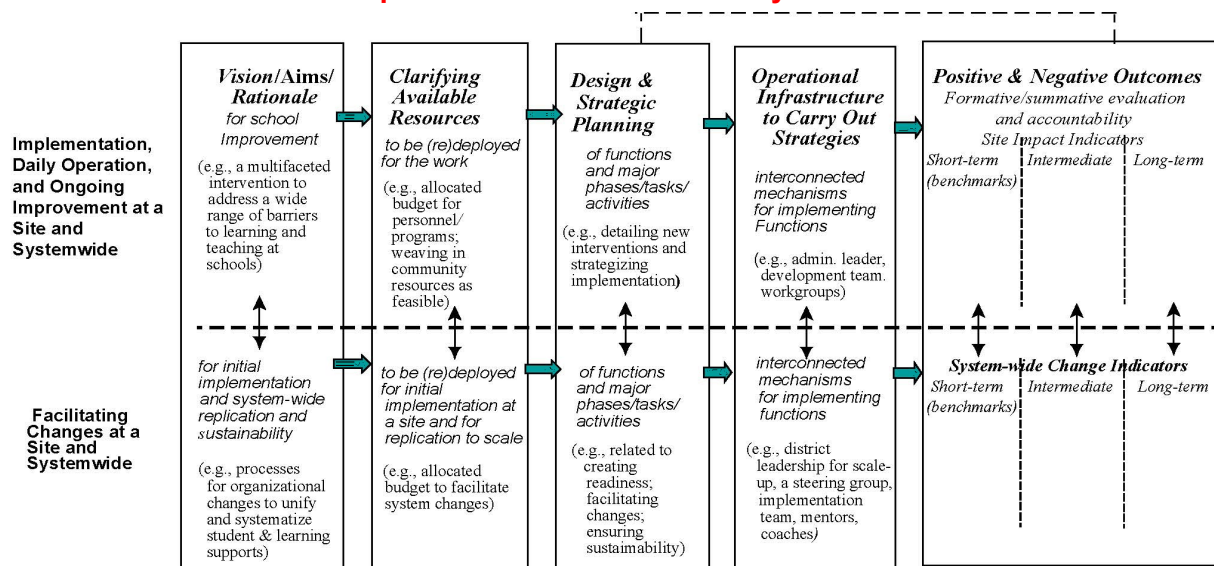 Implementation,
Daily Operation,
and Ongoing
Improvement at a
Site and
Systemwide
Vision/Aims/
Rationale
for school
Improvement
(e.g., a multifaceted
intervention to
address a wide
range of barriers
to learning and
teaching at
schools)
Clarifying
Available
Resources
to be (re)deployed
for the work
(e.g., allocated
budget for
personnel/
programs;
weaving in
community
resources as
feasible)
Design &
Strategic
Planning
of functions
and major
phases/tasks/
activities
(e.g., detailing new
interventions and
strategizing
implementation)
Operational
Infrastructure
to Carry Out
Strategies
interconnected
mechanisms
for implementing
Functions
(e.g., admin. leader,
development team.
workgroups)
Positive & Negative Outcomes
Formative/summative evaluation
and accountability
Site Impact Indicators
Short-term Intermediate Long-term
(benchmarks)
Facilitating
Changes at a
Site and
Systemwide
for initial
implementation
and system-wide
replication and
sustainability
(e.g., processes
for organizational
changes to unify
and systematize
student & learning
supports)
to be (re)deployed
for initial
implementation at
a site and for
replication to scale
(e.g., allocated
budget to facilitate
system changes)
of functions
and major
phases/tasks/
activities
(e.g., related to
creating
readiness;
facilitating
changes;
ensuring
sustaimability)
interconnected
mechanisms
for implementing
functions
(e.g., district
leadership for scale-
up, a steering group,
implementation
team, mentors,
coaches)
System-wide Change Indicators
Short-term Intermediate Long-term
(benchmarks)